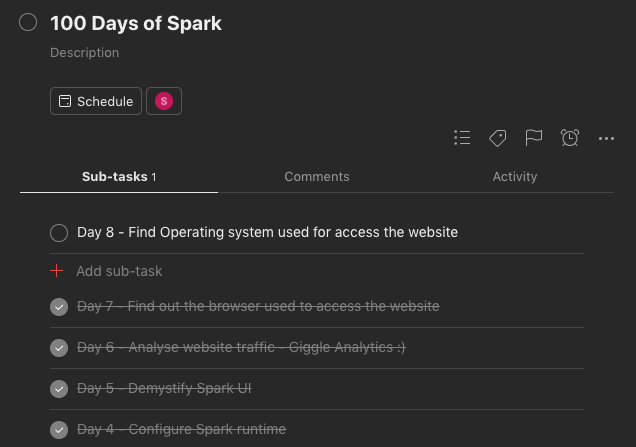 100 Days of Spark
Description
Schedule
S
Sub-tasks 1
Comments
Activity
Day 8 - Find Operating system used for access the website
Add sub-task
Day 7 - Find out the browser used to access the website
Day 6 - Analyse website traffic - Giggle Analytics :)
Day 5 - Demystify Spark UI
Day 4 - Configure Spark runtime